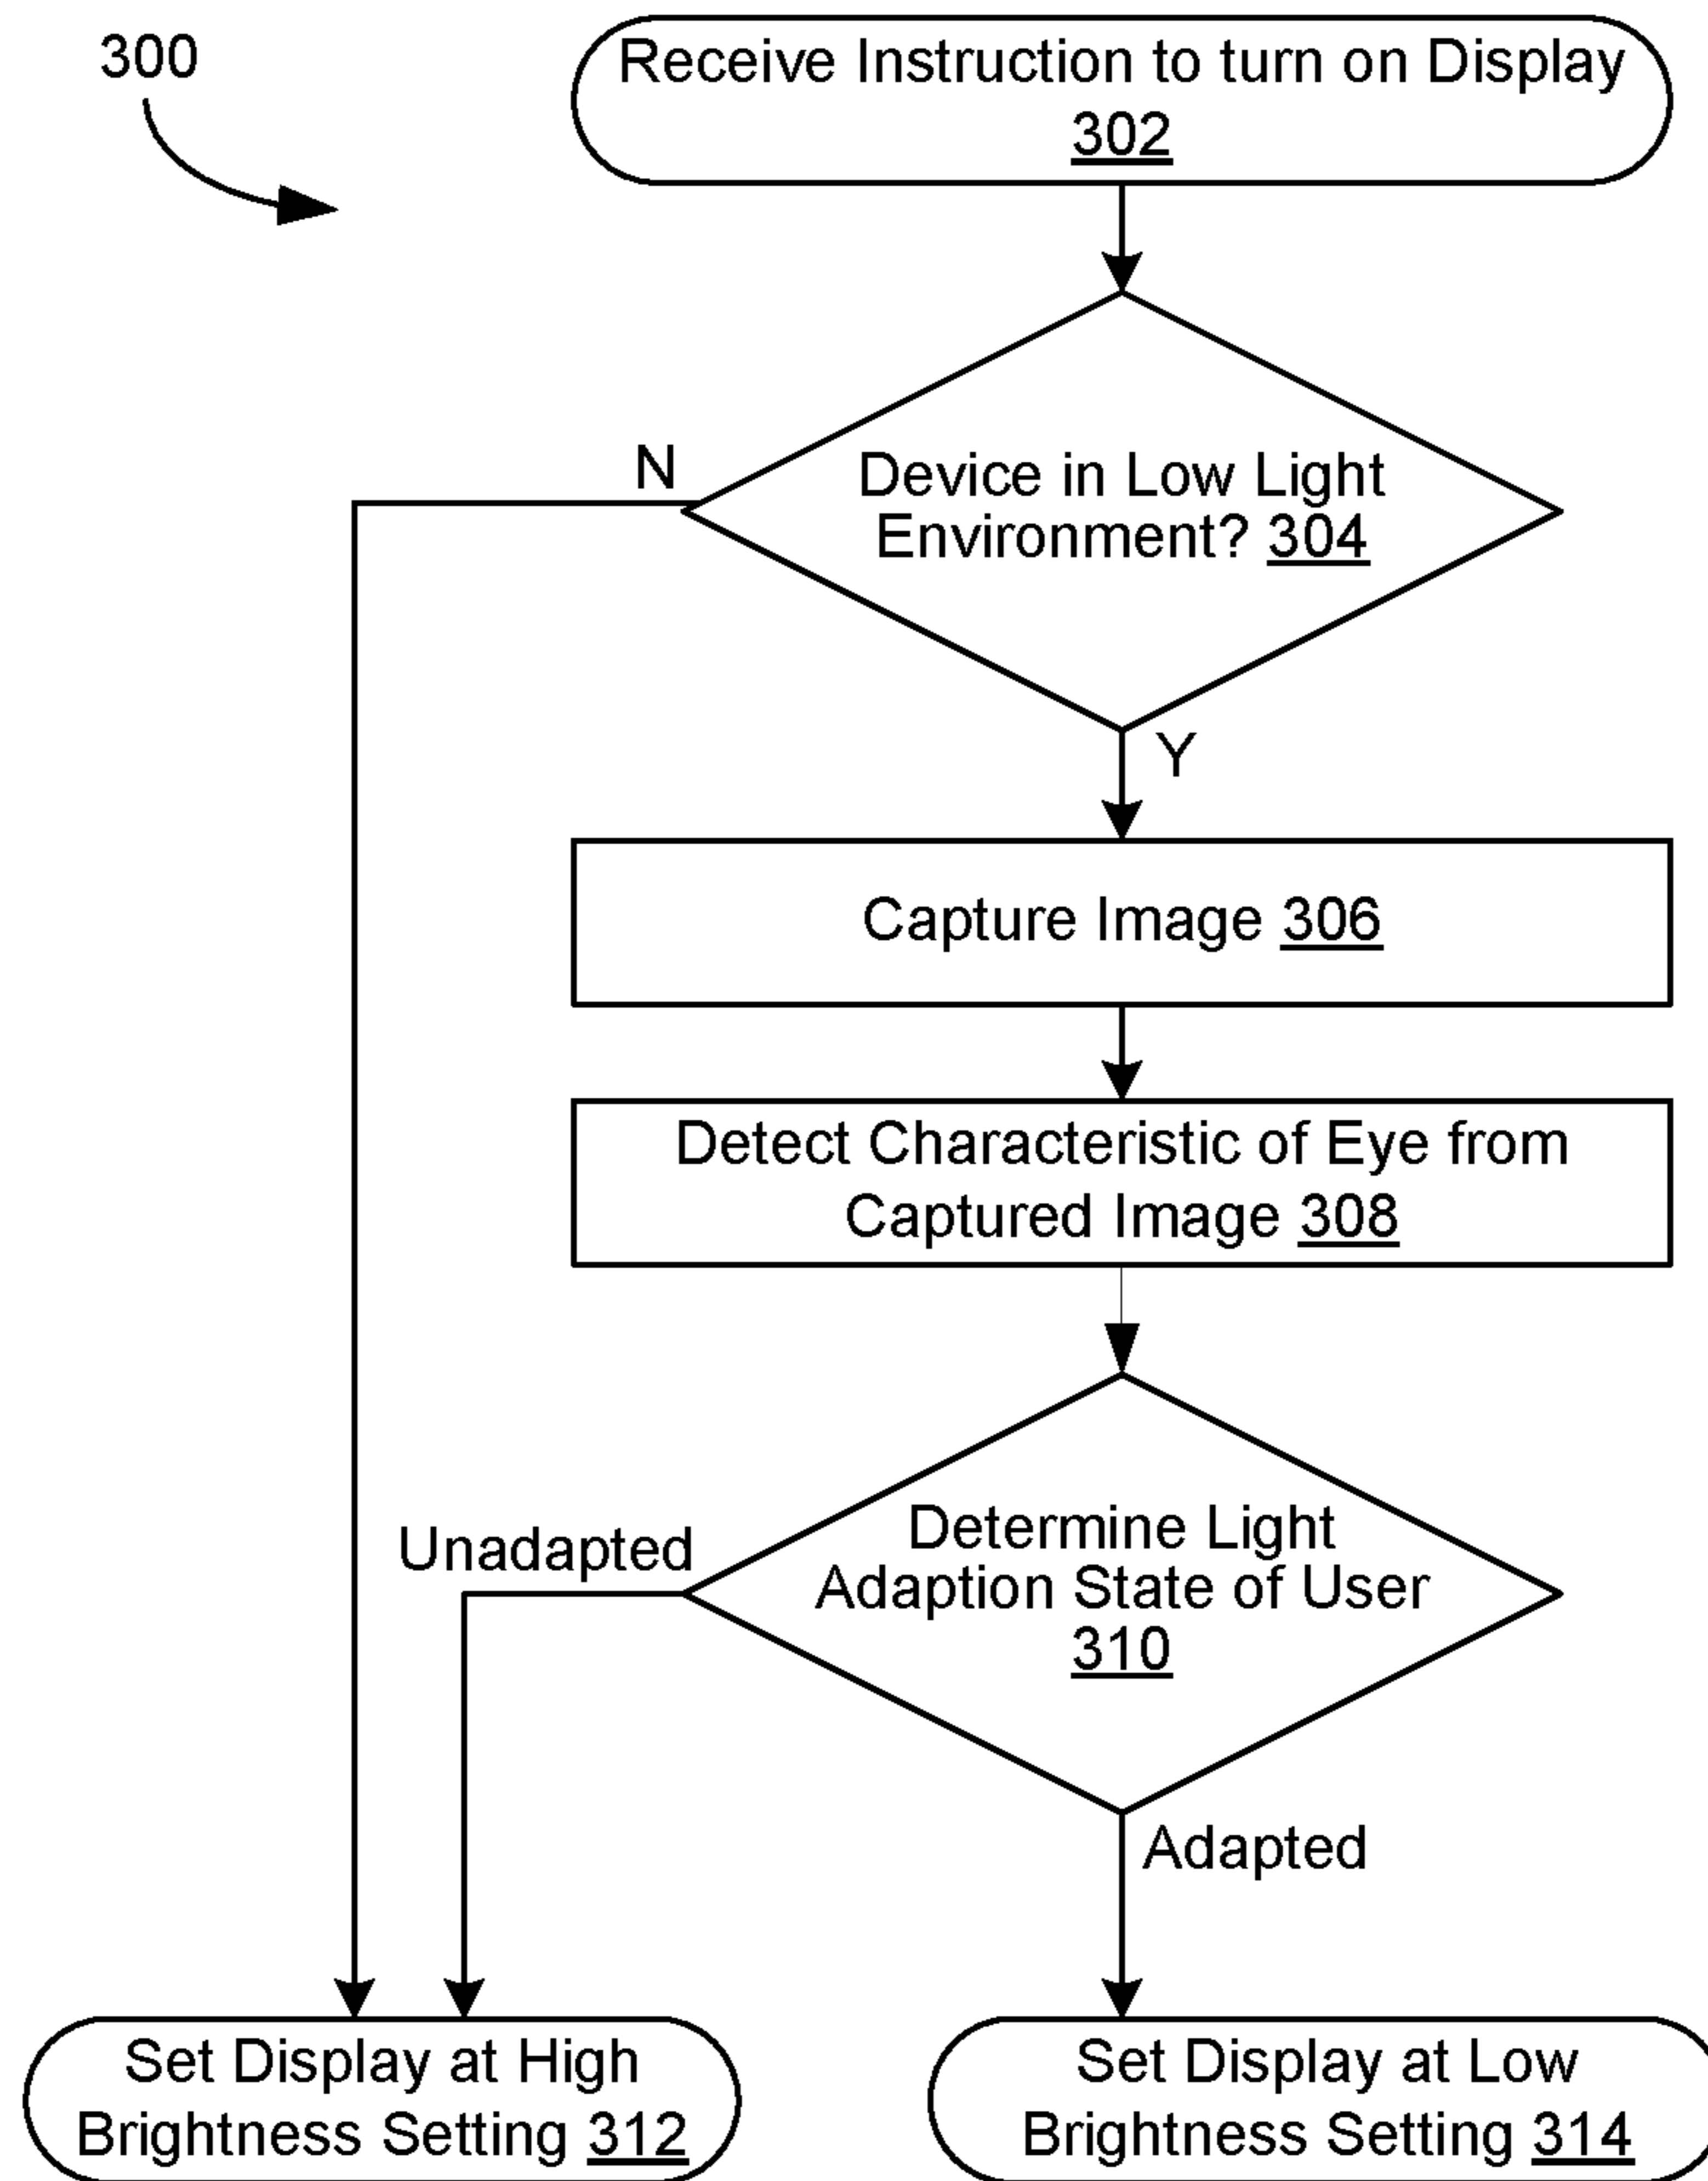 300
Receive Instruction to turn on Display
302
N
Device in Low Light
Environment? 304
Y
Capture Image 306
Detect Characteristic of Eye from
Captured Image 308
Unadapted
Determine Light
Adaption State of User
310
Adapted
Set Display at High
Brightness Setting 312
Set Display at Low
Brightness Setting 314